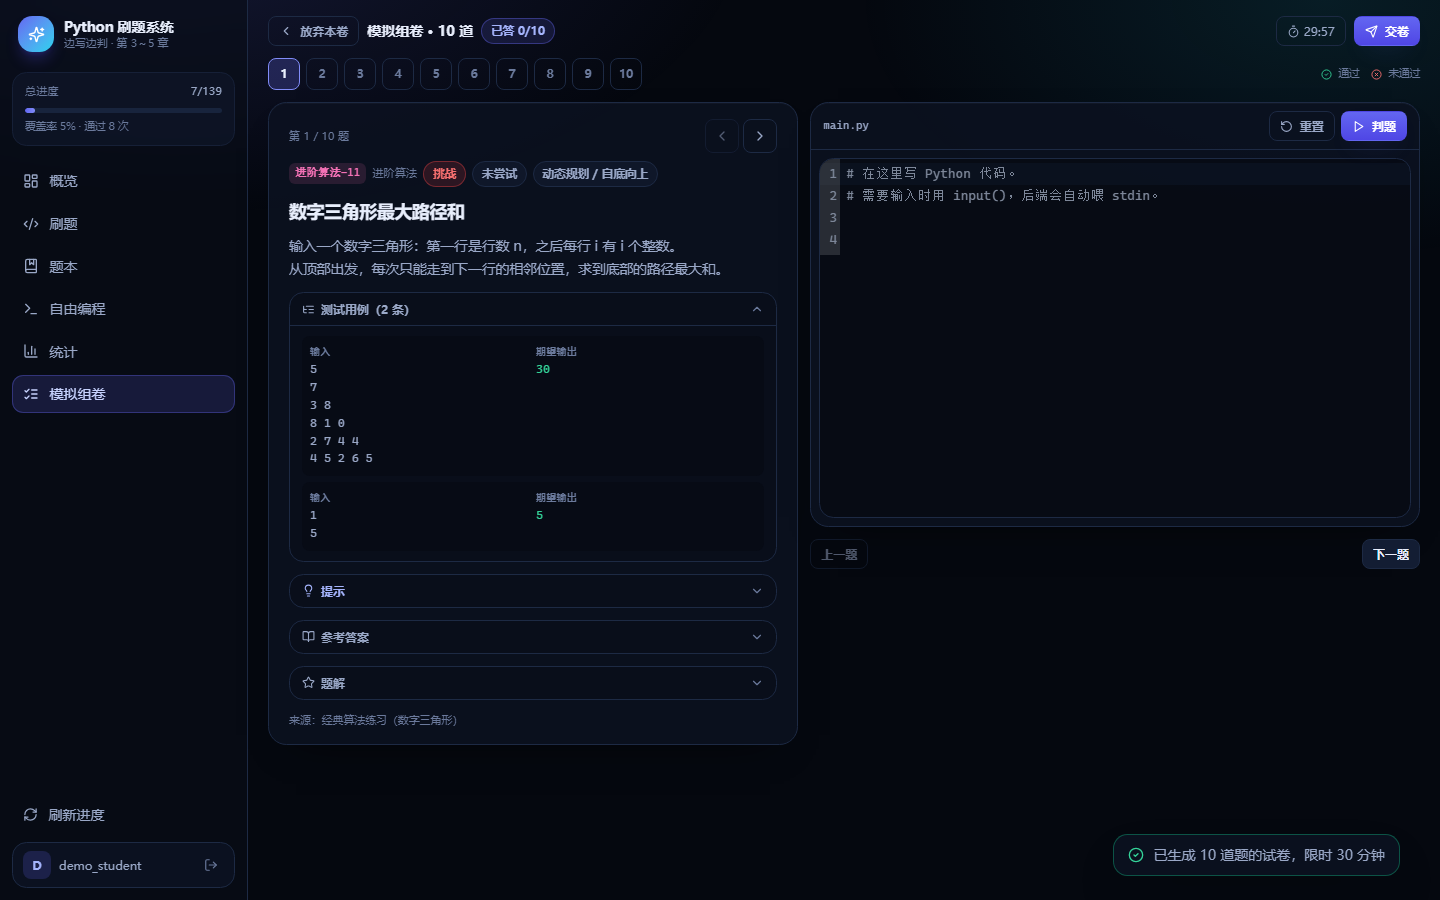 Python 刷题系统
边写边判 · 第 3 ~ 5 章
总进度
7/139
覆盖率 5% · 通过 8 次
概览
刷题
题本
自由编程
统计
模拟组卷
刷新进度
D
demo_student
放弃本卷
模拟组卷 • 10 道
已答 0/10
29:57
交卷
1 2 3 4 5 6 7 8 9 10
通过
未通过
第 1 / 10 题
进阶算法-11
进阶算法
挑战
未尝试
动态规划 / 自底向上
数字三角形最大路径和
输入一个数字三角形：第一行是行数 n，之后每行 i 有 i 个整数。
从顶部出发，每次只能走到下一行的相邻位置，求到底部的路径最大和。
测试用例（2 条）
输入
5
7
3 8
8 1 0
2 7 4 4
4 5 2 6 5
期望输出
30
输入
1
5
期望输出
5
提示
参考答案
题解
来源：经典算法练习（数字三角形）
main.py
重置
判题
1 # 在这里写 Python 代码。
2 # 需要输入时用 input()，后端会自动喂 stdin。
3
4
上一题
下一题
已生成 10 道题的试卷，限时 30 分钟